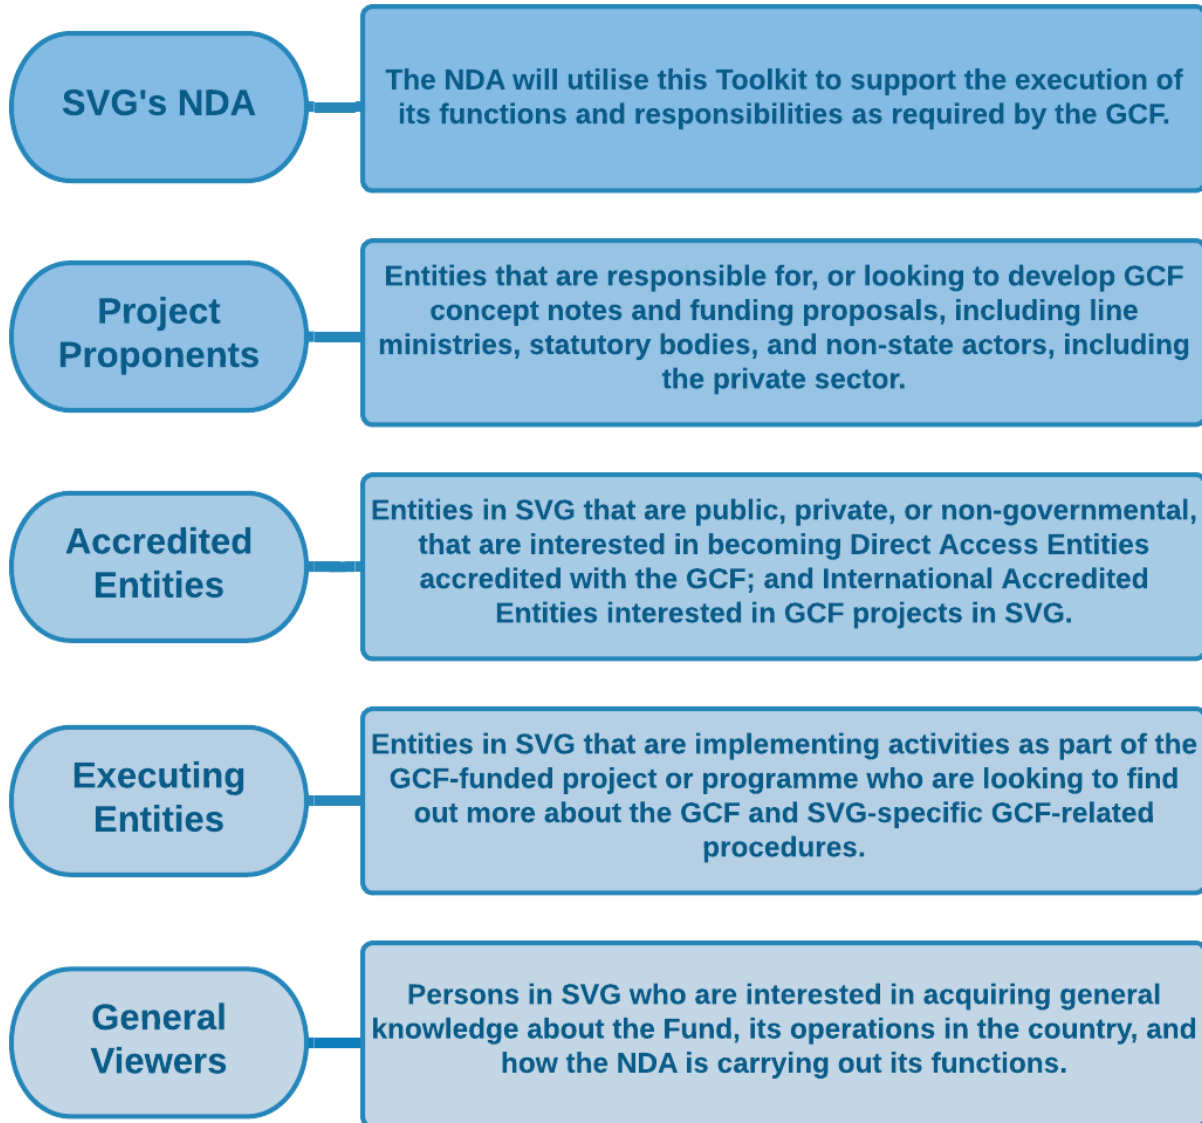 SVG's NDA
The NDA will utilise this Toolkit to support the execution of
its functions and responsibilities as required by the GCF.
Project
Proponents
Entities that are responsible for, or looking to develop GCF
concept notes and funding proposals, including line
ministries, statutory bodies, and non-state actors, including
the private sector.
Accredited
Entities
Entities in SVG that are public, private, or non-governmental,
that are interested in becoming Direct Access Entities
accredited with the GCF; and International Accredited
Entities interested in GCF projects in SVG.
Executing
Entities
Entities in SVG that are implementing activities as part of the
GCF-funded project or programme who are looking to find
out more about the GCF and SVG-specific GCF-related
procedures.
General
Viewers
Persons in SVG who are interested in acquiring general
knowledge about the Fund, its operations in the country, and
how the NDA is carrying out its functions.